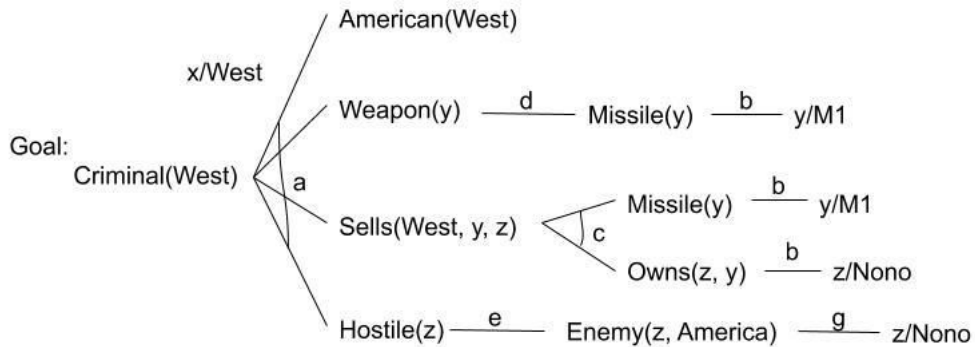 American(West)
x/West
Weapon(y) d Missile(y) b y/M1
Goal:
Criminal(West)
a
Missile(y) b y/M1
Sells(West, y, z) c
Owns(z, y) b z/Nono
Hostile(z) e Enemy(z, America) g z/Nono